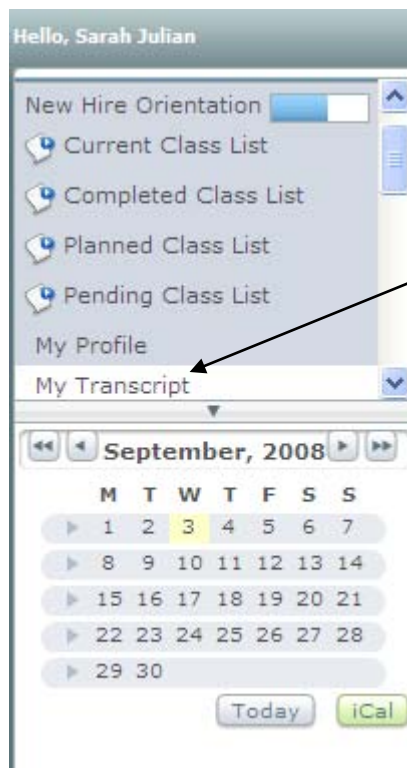 Hello, Sarah Julian
New Hire Orientation
Current Class List
Completed Class List
Planned Class List
Pending Class List
My Profile
My Transcript
September, 2008
M T W T F S S
1 2 3 4 5 6 7
8 9 10 11 12 13 14
15 16 17 18 19 20 21
22 23 24 25 26 27 28
29 30
Today iCal